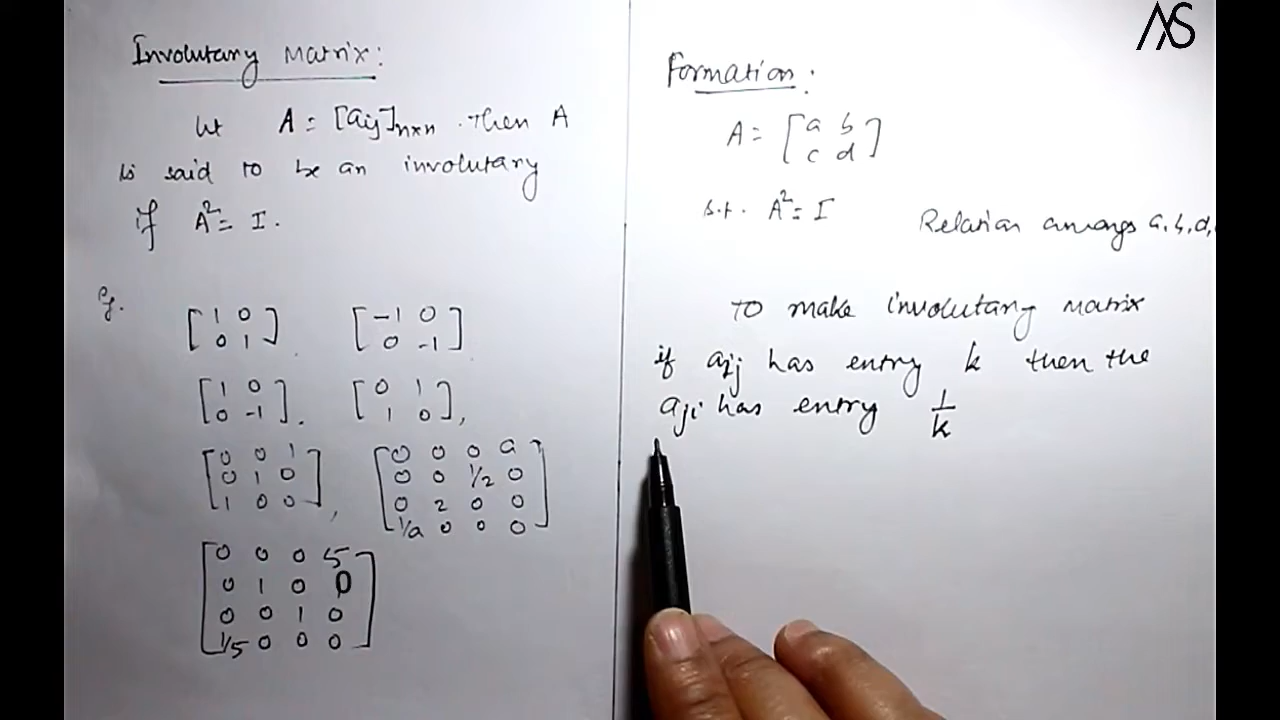 Involutary Matrix:
Let A = [aij]n×n . Then A
is said to be an involutary
if A² = I.
eg.
[1 0
0 1],
[-1 0
0 -1],
[1 0
0 -1],
[0 1
1 0],
[0 0 1
0 1 0
1 0 0],
[0 0 0 a
0 0 1/2 0
0 2 0 0
1/a 0 0 0]
[0 0 0 5
0 1 0 0
0 0 1 0
1/5 0 0 0]
NS
Formation:
A = [a b
c d]
s.t. A² = I
Relation amongs a, b, d,
To make involutary matrix
if aij has entry k then the
aji has entry 1/k